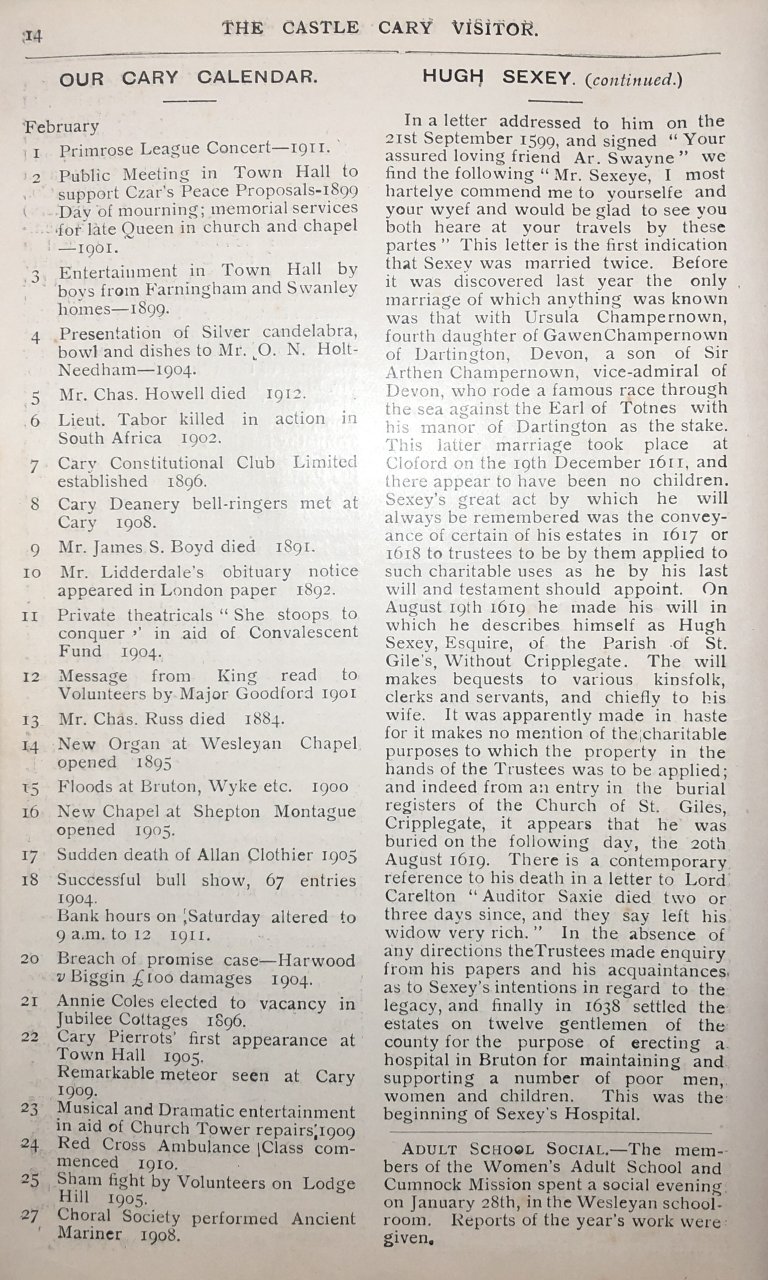 14
THE CASTLE CARY VISITOR.
OUR CARY CALENDAR.
February
1 Primrose League Concert—1911.
2 Public Meeting in Town Hall to
support Czar's Peace Proposals-1899
Day of mourning; memorial services
for late Queen in church and chapel
—1901.
3 Entertainment in Town Hall by
boys from Farningham and Swanley
homes—1899.
4 Presentation of Silver candelabra,
bowl and dishes to Mr. O. N. Holt-
Needham—1904.
5 Mr. Chas. Howell died 1912.
6 Lieut. Tabor killed in action in
South Africa 1902.
7 Cary Constitutional Club Limited
established 1896.
8 Cary Deanery bell-ringers met at
Cary 1908.
9 Mr. James S. Boyd died 1891.
10 Mr. Lidderdale's obituary notice
appeared in London paper 1892.
11 Private theatricals " She stoops to
conquer " in aid of Convalescent
Fund 1904.
12 Message from King read to
Volunteers by Major Goodford 1901
13 Mr. Chas. Russ died 1884.
14 New Organ at Wesleyan Chapel
opened 1895
15 Floods at Bruton, Wyke etc. 1900
16 New Chapel at Shepton Montague
opened 1905.
17 Sudden death of Allan Clothier 1905
18 Successful bull show, 67 entries
1904.
Bank hours on Saturday altered to
9 a.m. to 12 1911.
20 Breach of promise case—Harwood
v Biggin £100 damages 1904.
21 Annie Coles elected to vacancy in
Jubilee Cottages 1896.
22 Cary Pierrots' first appearance at
Town Hall 1905.
Remarkable meteor seen at Cary
1909.
23 Musical and Dramatic entertainment
in aid of Church Tower repairs 1909
24 Red Cross Ambulance Class com-
menced 1910.
25 Sham fight by Volunteers on Lodge
Hill 1905.
27 Choral Society performed Ancient
Mariner 1908.
HUGH SEXEY. (continued.)
In a letter addressed to him on the
21st September 1599, and signed " Your
assured loving friend Ar. Swayne " we
find the following " Mr. Sexeye, I most
hartelye commend me to yourselfe and
your wyef and would be glad to see you
both heare at your travels by these
partes " This letter is the first indication
that Sexey was married twice. Before
it was discovered last year the only
marriage of which anything was known
was that with Ursula Champernown,
fourth daughter of Gawen Champernown
of Dartington, Devon, a son of Sir
Arthen Champernown, vice-admiral of
Devon, who rode a famous race through
the sea against the Earl of Totnes with
his manor of Dartington as the stake.
This latter marriage took place at
Cloford on the 19th December 1611, and
there appear to have been no children.
Sexey's great act by which he will
always be remembered was the convey-
ance of certain of his estates in 1617 or
1618 to trustees to be by them applied to
such charitable uses as he by his last
will and testament should appoint. On
August 19th 1619 he made his will in
which he describes himself as Hugh
Sexey, Esquire, of the Parish of St.
Gile's, Without Cripplegate. The will
makes bequests to various kinsfolk,
clerks and servants, and chiefly to his
wife. It was apparently made in haste
for it makes no mention of the charitable
purposes to which the property in the
hands of the Trustees was to be applied;
and indeed from an entry in the burial
registers of the Church of St. Giles,
Cripplegate, it appears that he was
buried on the following day, the 20th
August 1619. There is a contemporary
reference to his death in a letter to Lord
Carelton " Auditor Saxie died two or
three days since, and they say left his
widow very rich. " In the absence of
any directions the Trustees made enquiry
from his papers and his acquaintances
as to Sexey's intentions in regard to the
legacy, and finally in 1638 settled the
estates on twelve gentlemen of the
county for the purpose of erecting a
hospital in Bruton for maintaining and
supporting a number of poor men,
women and children. This was the
beginning of Sexey's Hospital.
ADULT SCHOOL SOCIAL.—The mem-
bers of the Women's Adult School and
Cumnock Mission spent a social evening
on January 28th, in the Wesleyan school-
room. Reports of the year's work were
given.